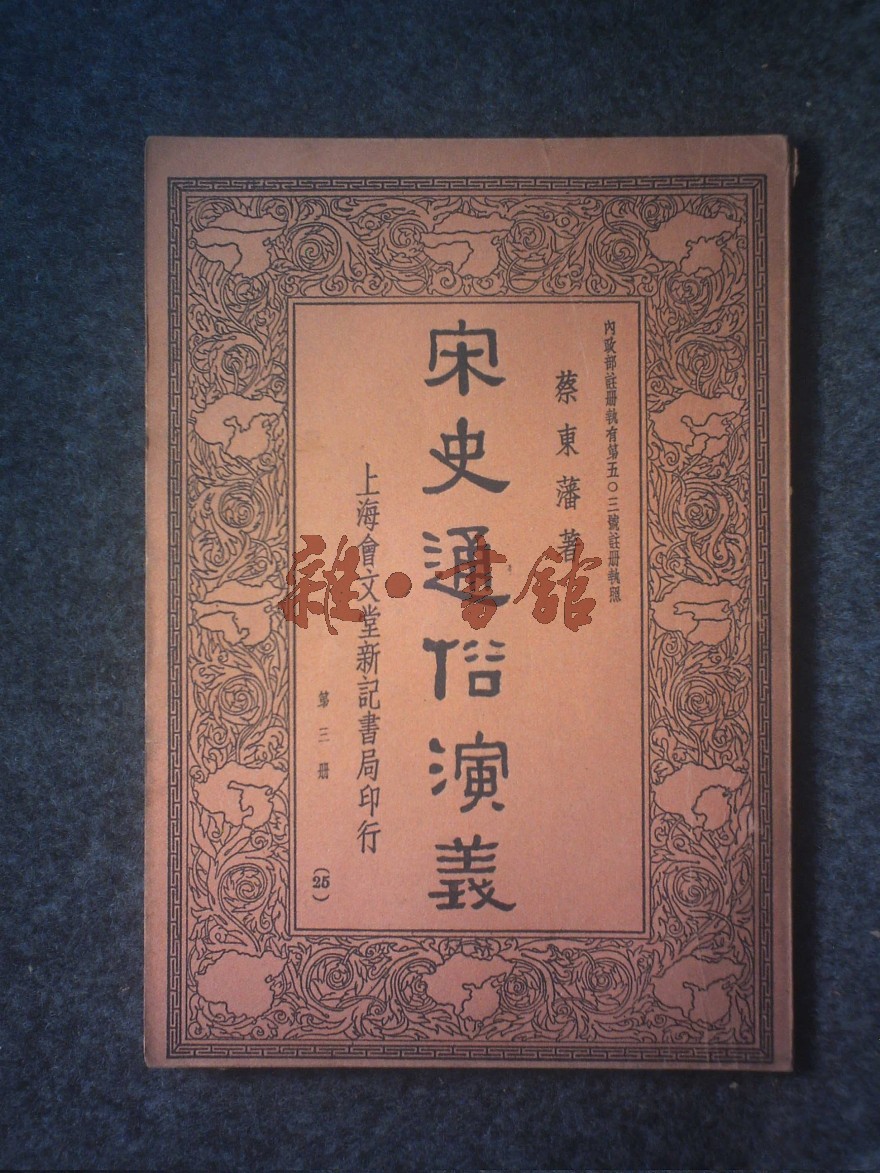 內政部註册執有第五〇三號註册執照
蔡東藩著
宋史通俗演義
上海會文堂新記書局印行
第三册
(25)
雜·書館